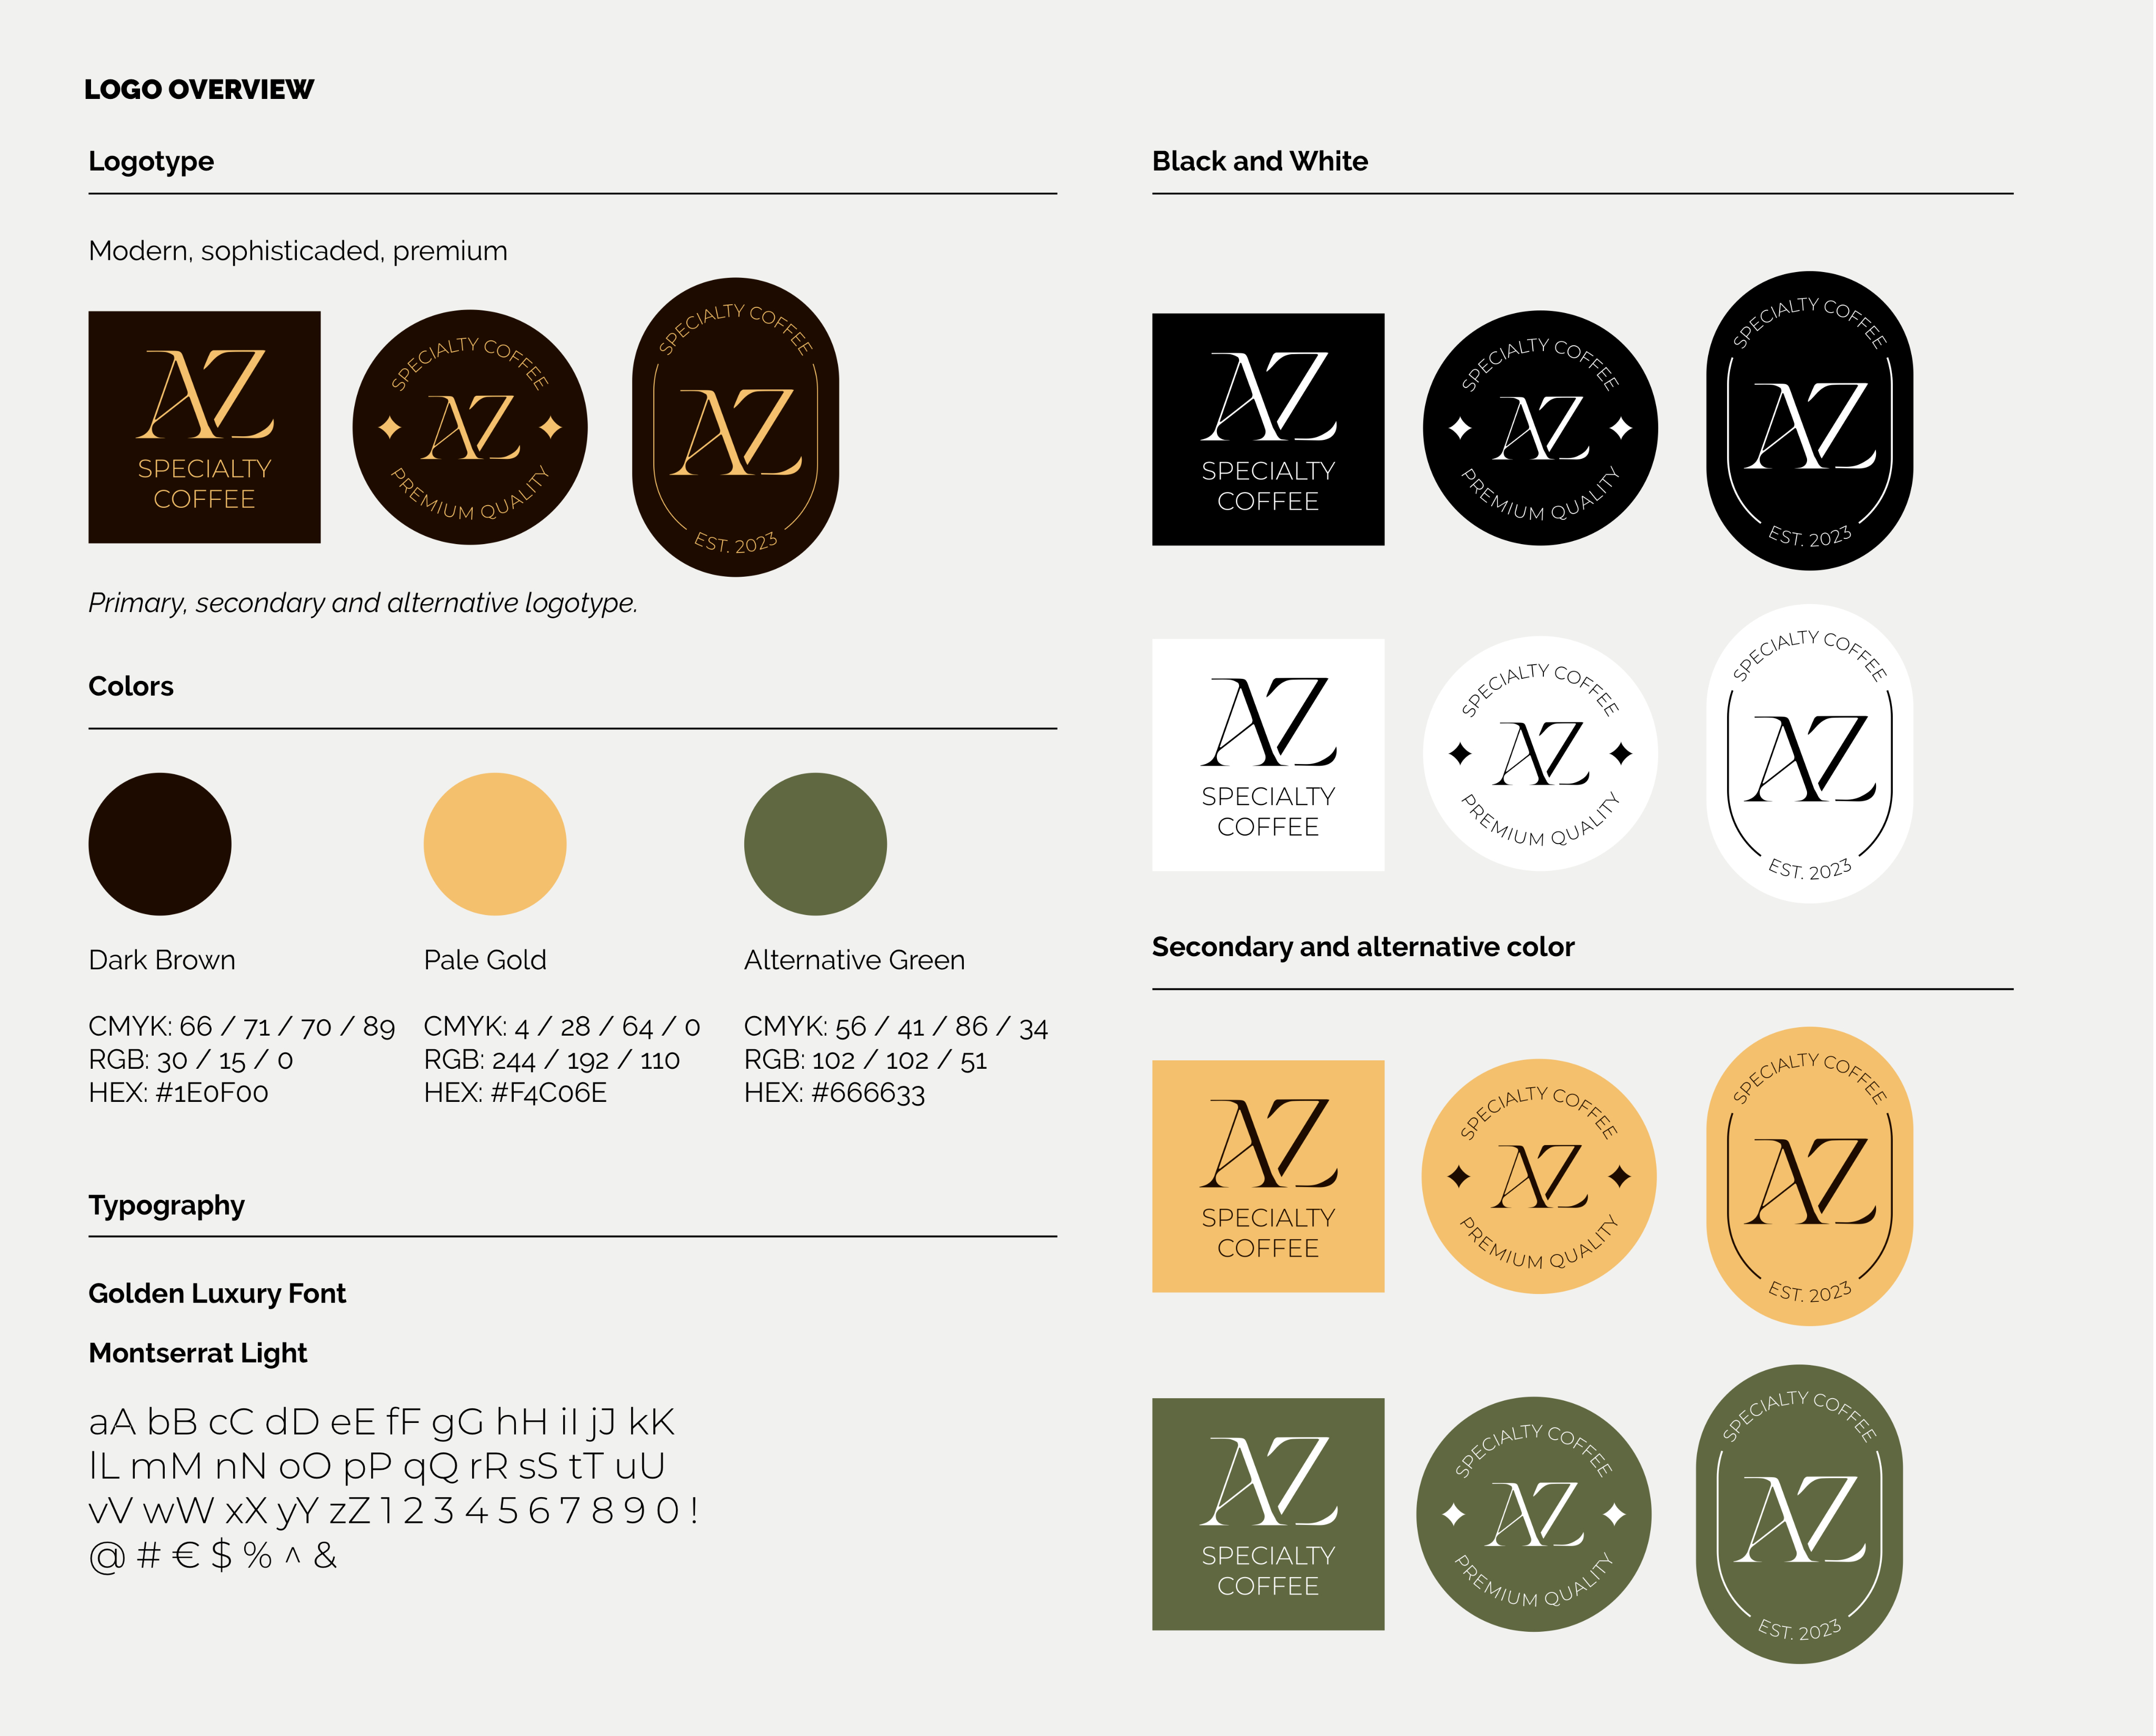 LOGO OVERVIEW
Logotype
Modern, sophisticaded, premium
AZ
SPECIALTY
COFFEE
SPECIALTY COFFEE
AZ
PREMIUM QUALITY
SPECIALTY COFFEE
AZ
EST. 2023
Primary, secondary and alternative logotype.
Colors
Dark Brown
CMYK: 66 / 71 / 70 / 89
RGB: 30 / 15 / 0
HEX: #1E0F00
Pale Gold
CMYK: 4 / 28 / 64 / 0
RGB: 244 / 192 / 110
HEX: #F4C06E
Alternative Green
CMYK: 56 / 41 / 86 / 34
RGB: 102 / 102 / 51
HEX: #666633
Typography
Golden Luxury Font
Montserrat Light
aA bB cC dD eE fF gG hH iI jJ kK
lL mM nN oO pP qQ rR sS tT uU
vV wW xX yY zZ 1 2 3 4 5 6 7 8 9 0 !
@ # € $ % ^ &
Black and White
AZ
SPECIALTY
COFFEE
SPECIALTY COFFEE
AZ
PREMIUM QUALITY
SPECIALTY COFFEE
AZ
EST. 2023
AZ
SPECIALTY
COFFEE
SPECIALTY COFFEE
AZ
PREMIUM QUALITY
SPECIALTY COFFEE
AZ
EST. 2023
Secondary and alternative color
AZ
SPECIALTY
COFFEE
SPECIALTY COFFEE
AZ
PREMIUM QUALITY
SPECIALTY COFFEE
AZ
EST. 2023
AZ
SPECIALTY
COFFEE
SPECIALTY COFFEE
AZ
PREMIUM QUALITY
SPECIALTY COFFEE
AZ
EST. 2023